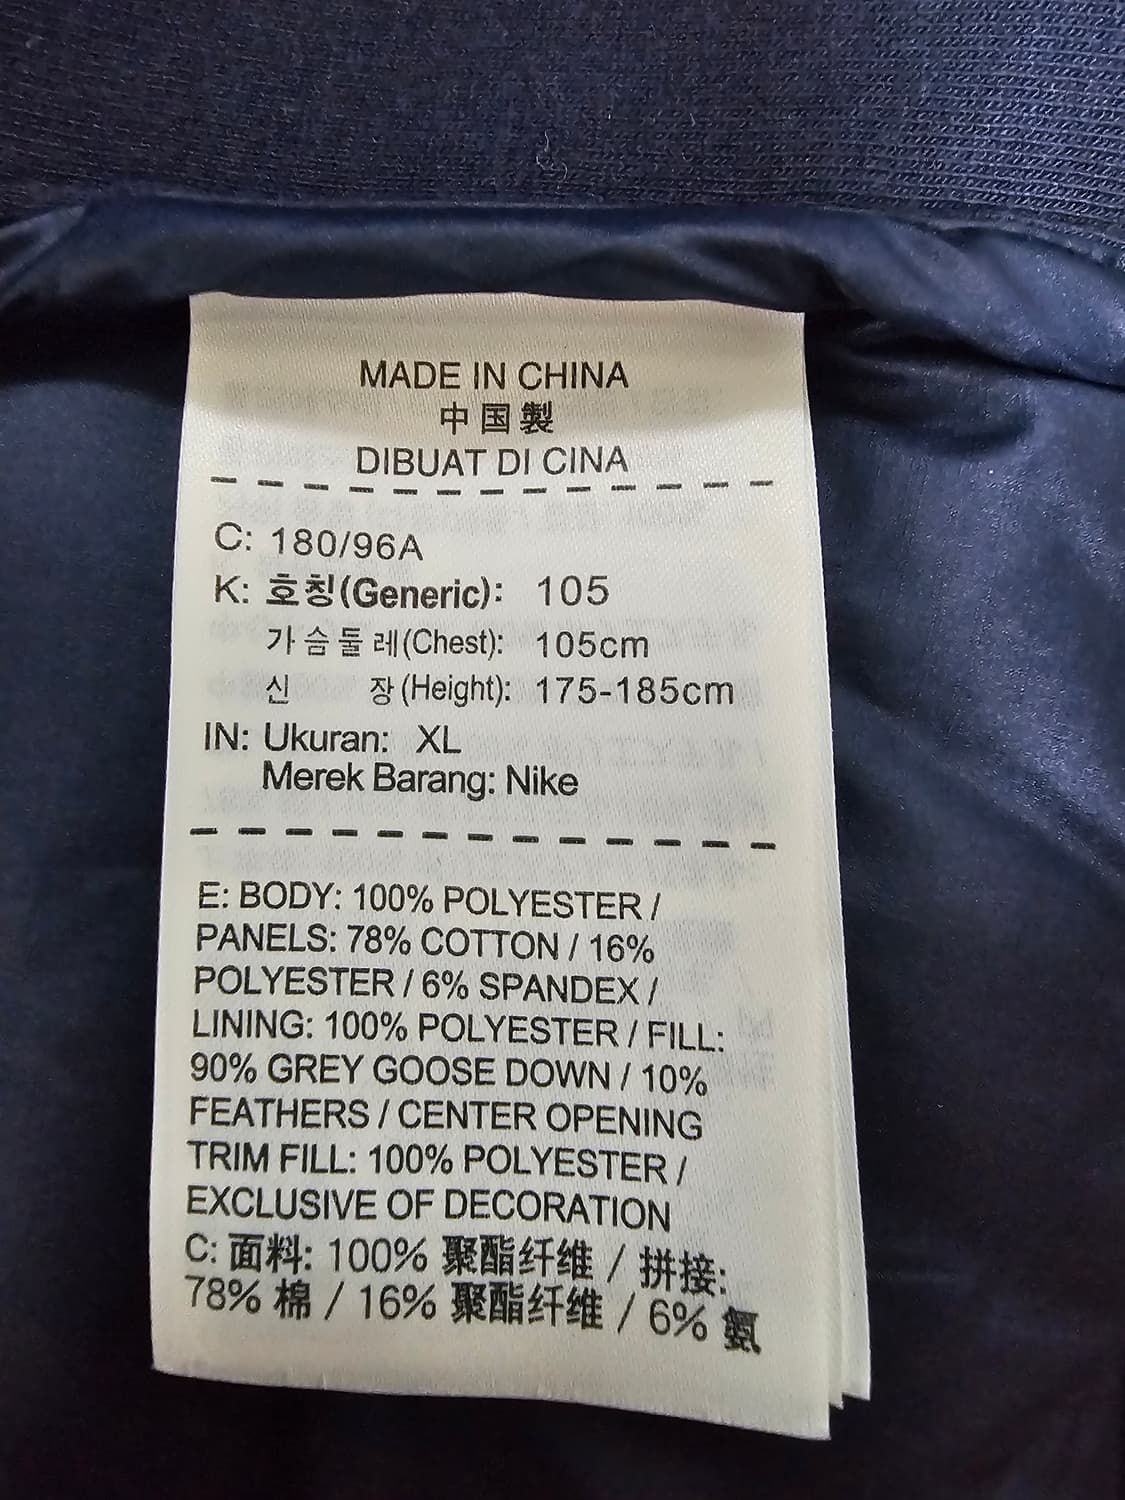 MADE IN CHINA
中国製
DIBUAT DI CINA
C: 180/96A
K: 호칭(Generic): 105
가슴둘레(Chest): 105cm
신 장(Height): 175-185cm
IN: Ukuran: XL
Merek Barang: Nike
E: BODY: 100% POLYESTER /
PANELS: 78% COTTON / 16%
POLYESTER / 6% SPANDEX /
LINING: 100% POLYESTER / FILL:
90% GREY GOOSE DOWN / 10%
FEATHERS / CENTER OPENING
TRIM FILL: 100% POLYESTER /
EXCLUSIVE OF DECORATION
C: 面料: 100% 聚酯纤维 / 拼接:
78% 棉 / 16% 聚酯纤维 / 6% 氨